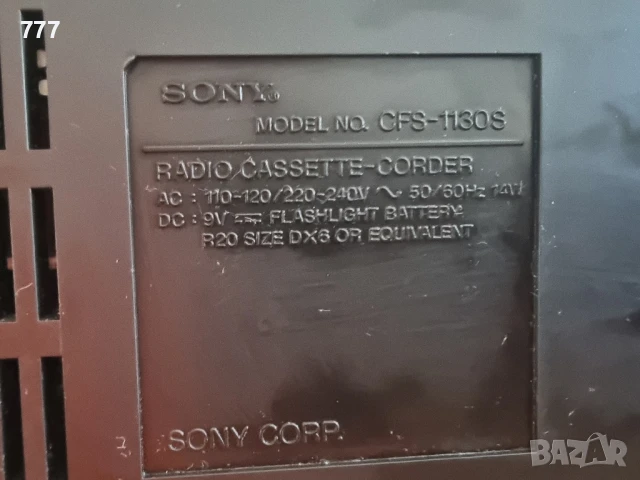 777
SONY®
MODEL NO. CFS-1130S
RADIO CASSETTE-CORDER
AC : 110-120/220-240V ~ 50/60Hz 14W
DC : 9V ⎓ FLASHLIGHT BATTERY
R20 SIZE DX6 OR EQUIVALENT
SONY CORP.
BAZAR